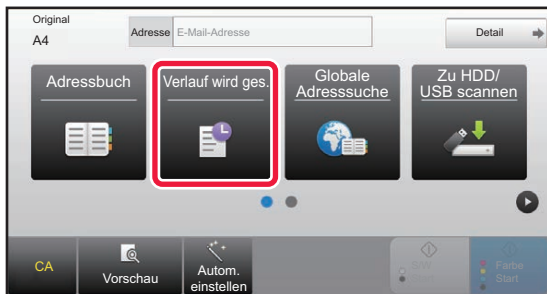 Original
A4
Adresse E-Mail-Adresse
Detail
Adressbuch
Verlauf wird ges.
Globale
Adresssuche
Zu HDD/
USB scannen
CA
Vorschau
Autom.
einstellen
S/W
Start
Farbe
Start